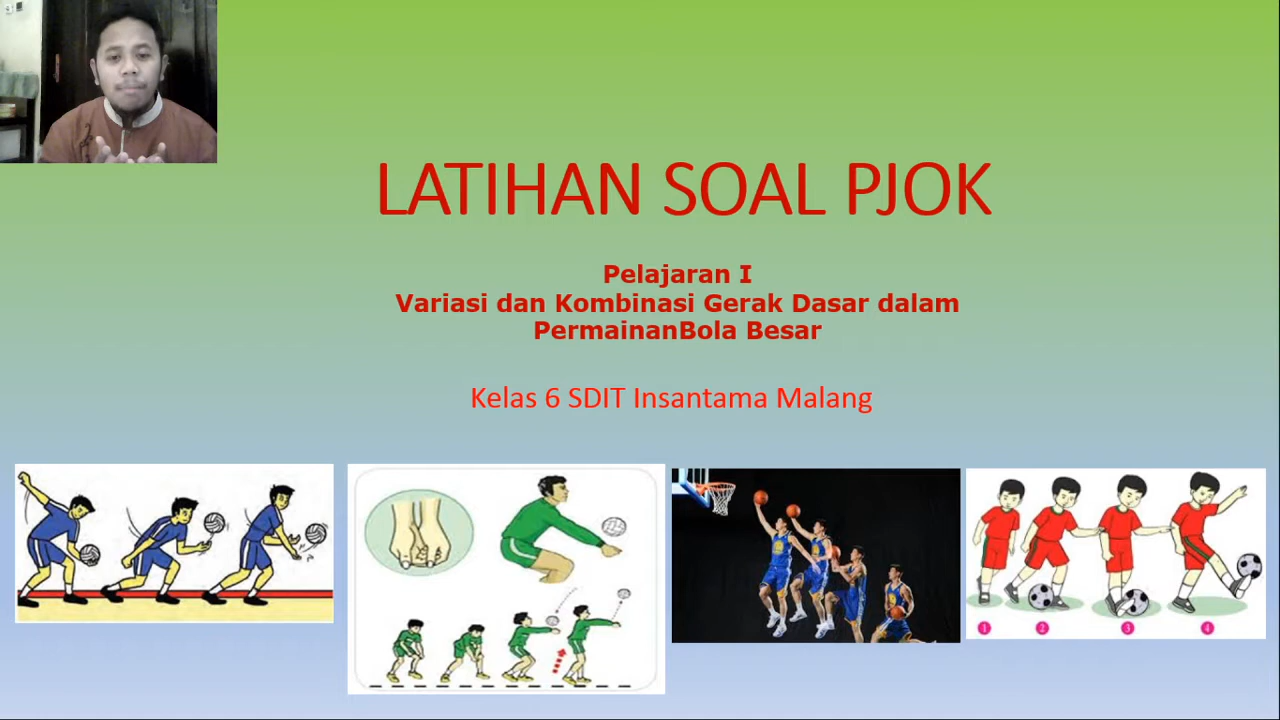 LATIHAN SOAL PJOK
Pelajaran I
Variasi dan Kombinasi Gerak Dasar dalam
PermainanBola Besar
Kelas 6 SDIT Insantama Malang
1 2 3 4